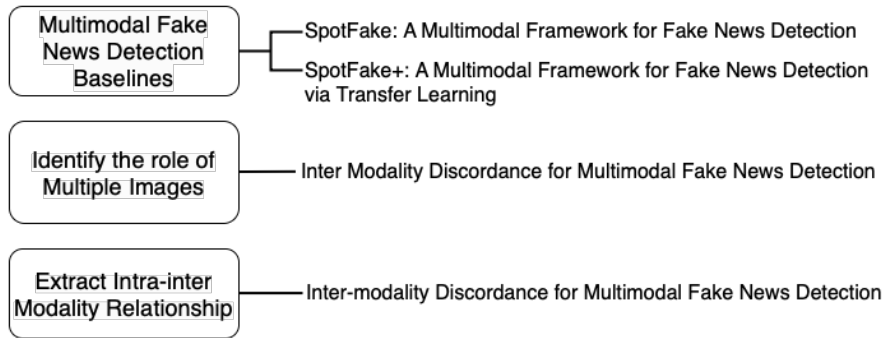 Multimodal Fake
News Detection
Baselines
SpotFake: A Multimodal Framework for Fake News Detection
SpotFake+: A Multimodal Framework for Fake News Detection
via Transfer Learning
Identify the role of
Multiple Images
Inter Modality Discordance for Multimodal Fake News Detection
Extract Intra-inter
Modality Relationship
Inter-modality Discordance for Multimodal Fake News Detection